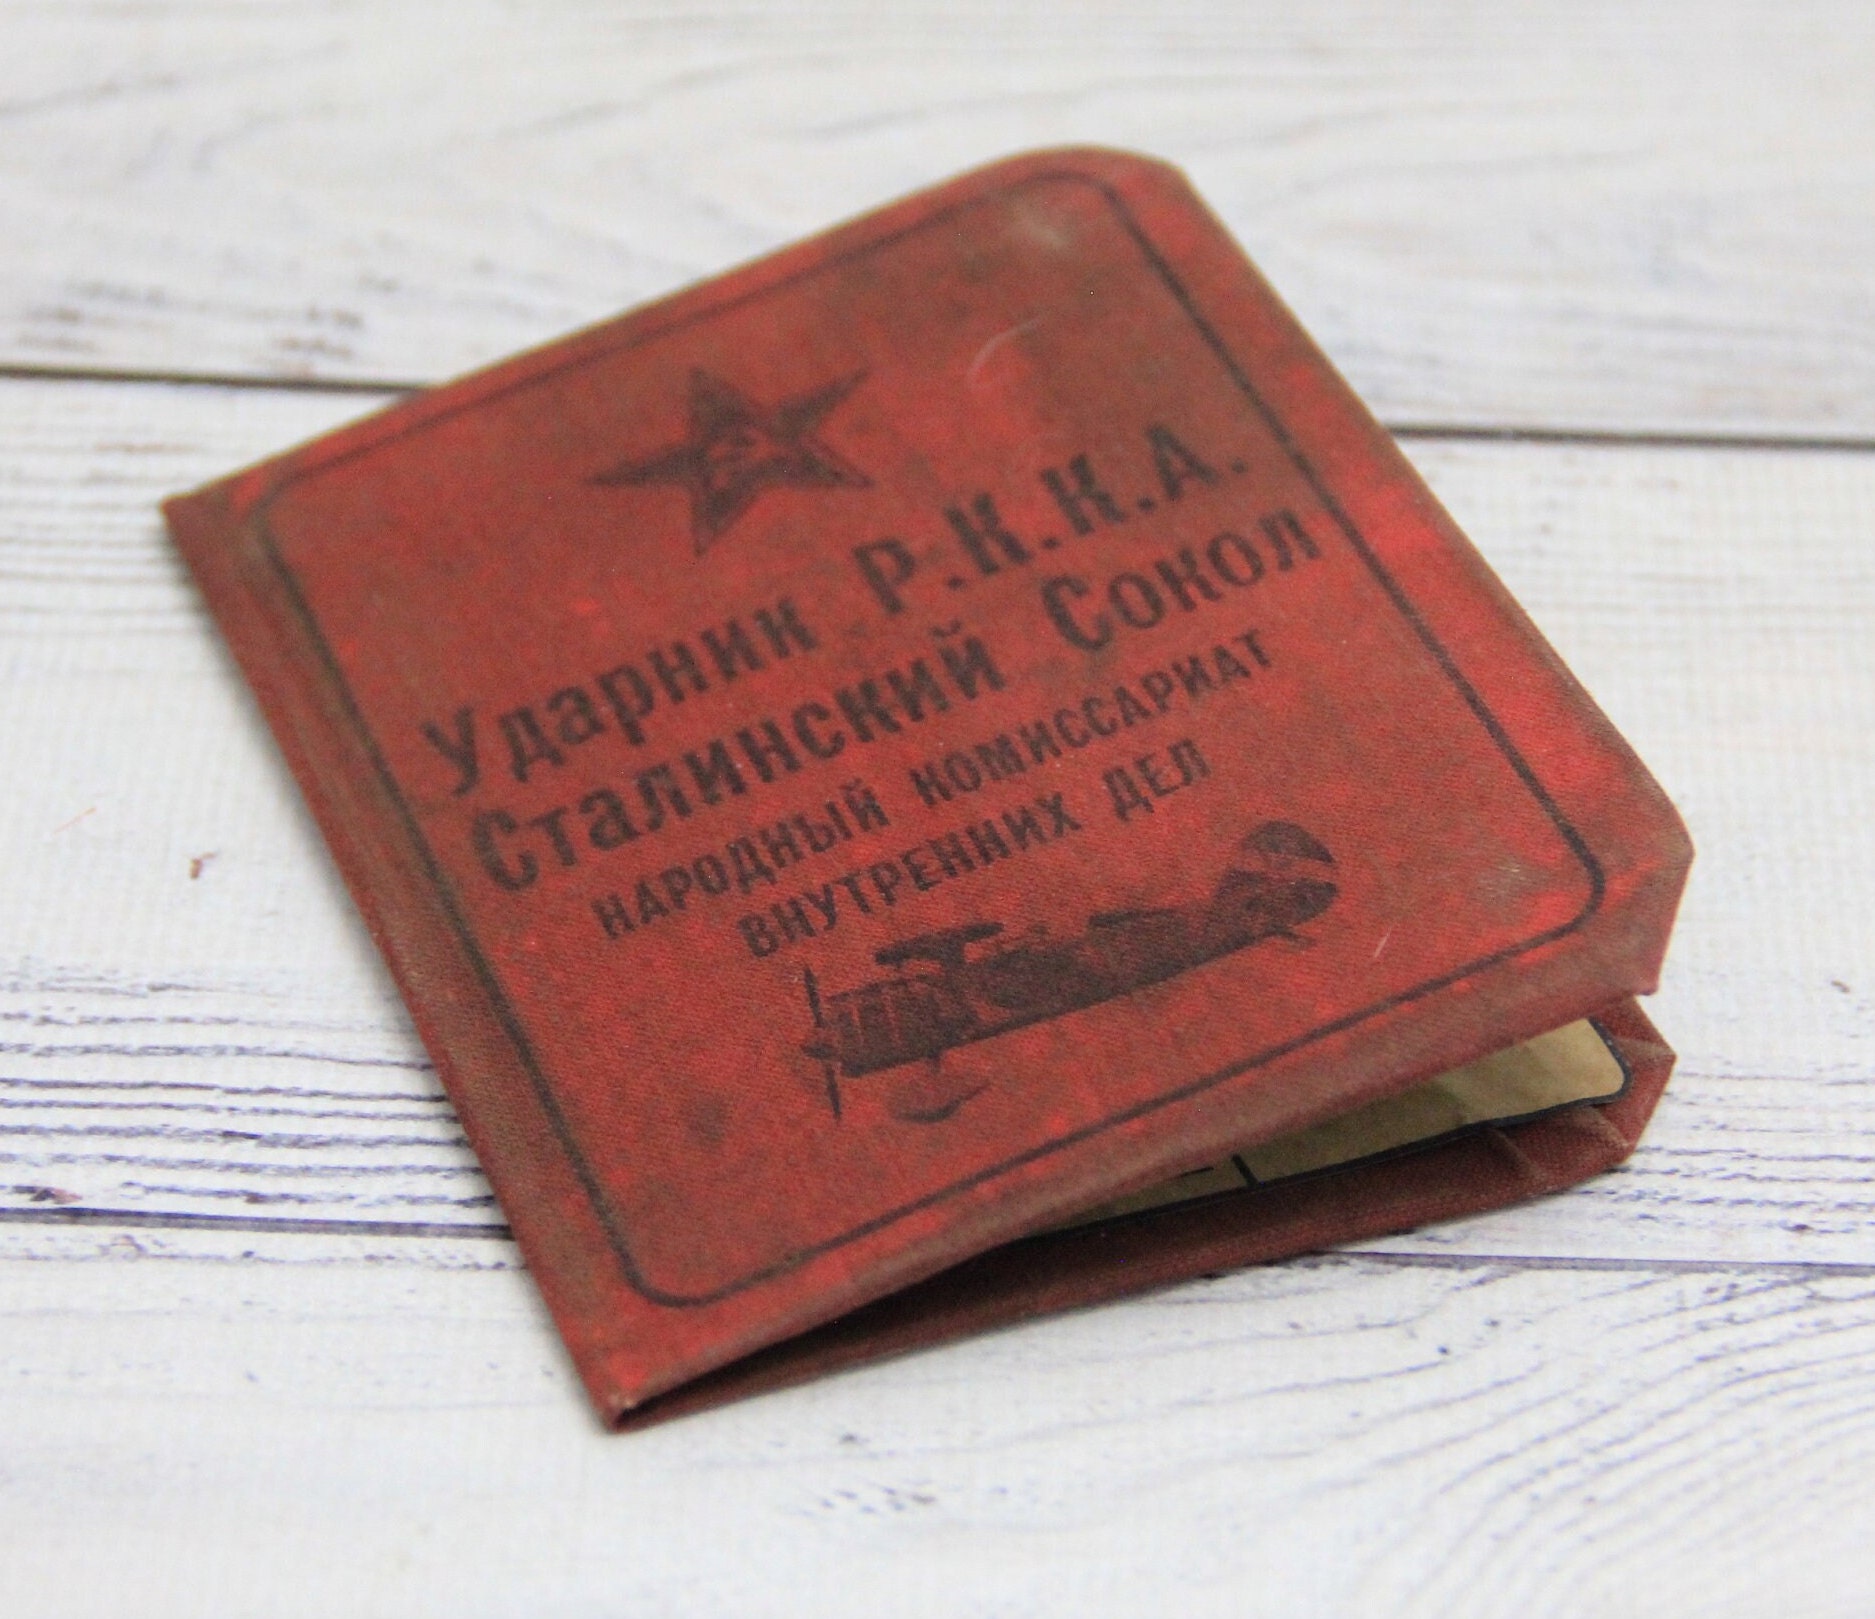 Ударник Р.К.К.А.
Сталинский Сокол
НАРОДНЫЙ КОМИССАРИАТ
ВНУТРЕННИХ ДЕЛ